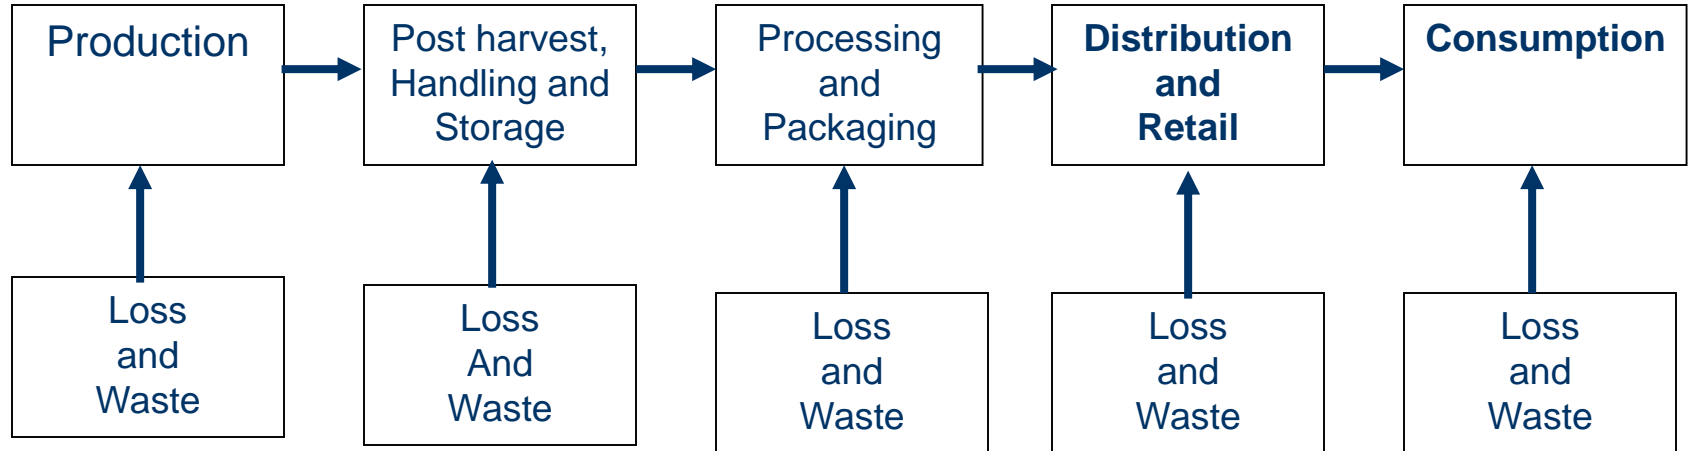 Production
Post harvest,
Handling and
Storage
Processing
and
Packaging
Distribution
and
Retail
Consumption
Loss
and
Waste
Loss
And
Waste
Loss
and
Waste
Loss
and
Waste
Loss
and
Waste